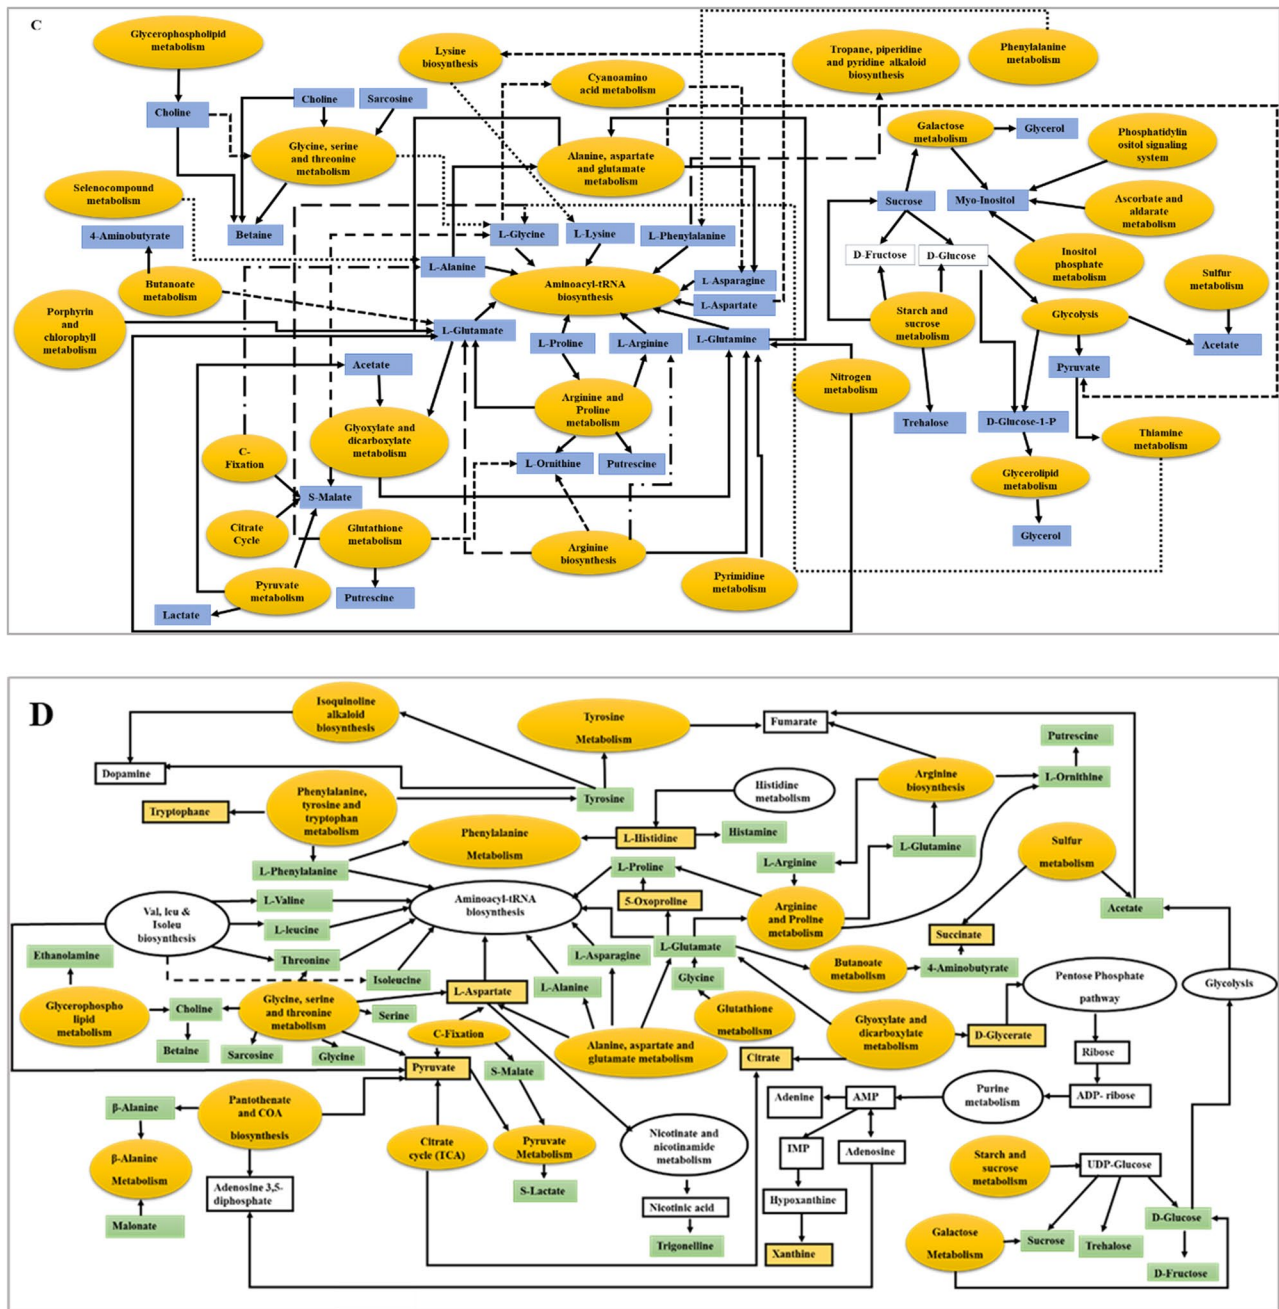 C
Glycerophospholipid
metabolism
Lysine
biosynthesis
Tropane, piperidine
and pyridine alkaloid
biosynthesis
Phenylalanine
metabolism
Cyanoamino
acid metabolism
Choline
Choline
Sarcosine
Glycine, serine
and threonine
metabolism
Alanine, aspartate
and glutamate
metabolism
Galactose
metabolism
Glycerol
Phosphatidylin
ositol signaling
system
Selenocompound
metabolism
4-Aminobutyrate
Betaine
L-Glycine
L-Lysine
L-Phenylalanine
Sucrose
Myo-Inositol
Ascorbate and
aldarate
metabolism
L-Alanine
Butanoate
metabolism
Aminoacyl-tRNA
biosynthesis
L-Asparagine
L-Aspartate
D-Fructose
D-Glucose
Inositol
phosphate
metabolism
Sulfur
metabolism
Porphyrin
and
chlorophyll
metabolism
L-Glutamate
L-Proline
L-Arginine
L-Glutamine
Starch and
sucrose
metabolism
Glycolysis
Acetate
Acetate
Nitrogen
metabolism
Pyruvate
Arginine and
Proline
metabolism
Glyoxylate and
dicarboxylate
metabolism
Trehalose
D-Glucose-1-P
Thiamine
metabolism
C-
Fixation
L-Ornithine
Putrescine
Glycerolipid
metabolism
S-Malate
Citrate
Cycle
Glutathione
metabolism
Arginine
biosynthesis
Glycerol
Pyruvate
metabolism
Putrescine
Pyrimidine
metabolism
Lactate
D
Isoquinoline
alkaloid
biosynthesis
Tyrosine
Metabolism
Fumarate
Putrescine
Dopamine
Histidine
metabolism
Arginine
biosynthesis
L-Ornithine
Tryptophane
Phenylalanine,
tyrosine and
tryptophan
metabolism
Tyrosine
Phenylalanine
Metabolism
L-Histidine
Histamine
L-Glutamine
Sulfur
metabolism
L-Phenylalanine
L-Proline
L-Arginine
Val, leu &
Isoleu
biosynthesis
L-Valine
L-leucine
Aminoacyl-tRNA
biosynthesis
5-Oxoproline
Arginine
and Proline
metabolism
Acetate
Succinate
Ethanolamine
Threonine
Isoleucine
L-Asparagine
L-Glutamate
Butanoate
metabolism
4-Aminobutyrate
Pentose Phosphate
pathway
Glycolysis
Glycine
L-Aspartate
L-Alanine
Glycerophospho
lipid
metabolism
Choline
Glycine, serine
and threonine
metabolism
Serine
Glutathione
metabolism
Glyoxylate and
dicarboxylate
metabolism
D-Glycerate
C-Fixation
Betaine
Sarcosine
Glycine
Pyruvate
S-Malate
Alanine, aspartate and
glutamate metabolism
Citrate
Ribose
β-Alanine
Pantothenate
and COA
biosynthesis
Adenine
AMP
Purine
metabolism
ADP- ribose
Citrate
cycle (TCA)
Pyruvate
Metabolism
Nicotinate and
nicotinamide
metabolism
IMP
Adenosine
Starch and
sucrose
metabolism
UDP-Glucose
β-Alanine
Metabolism
Adenosine 3,5-
diphosphate
S-Lactate
Nicotinic acid
Hypoxanthine
Malonate
Trigonelline
Xanthine
Galactose
Metabolism
Sucrose
Trehalose
D-Glucose
D-Fructose